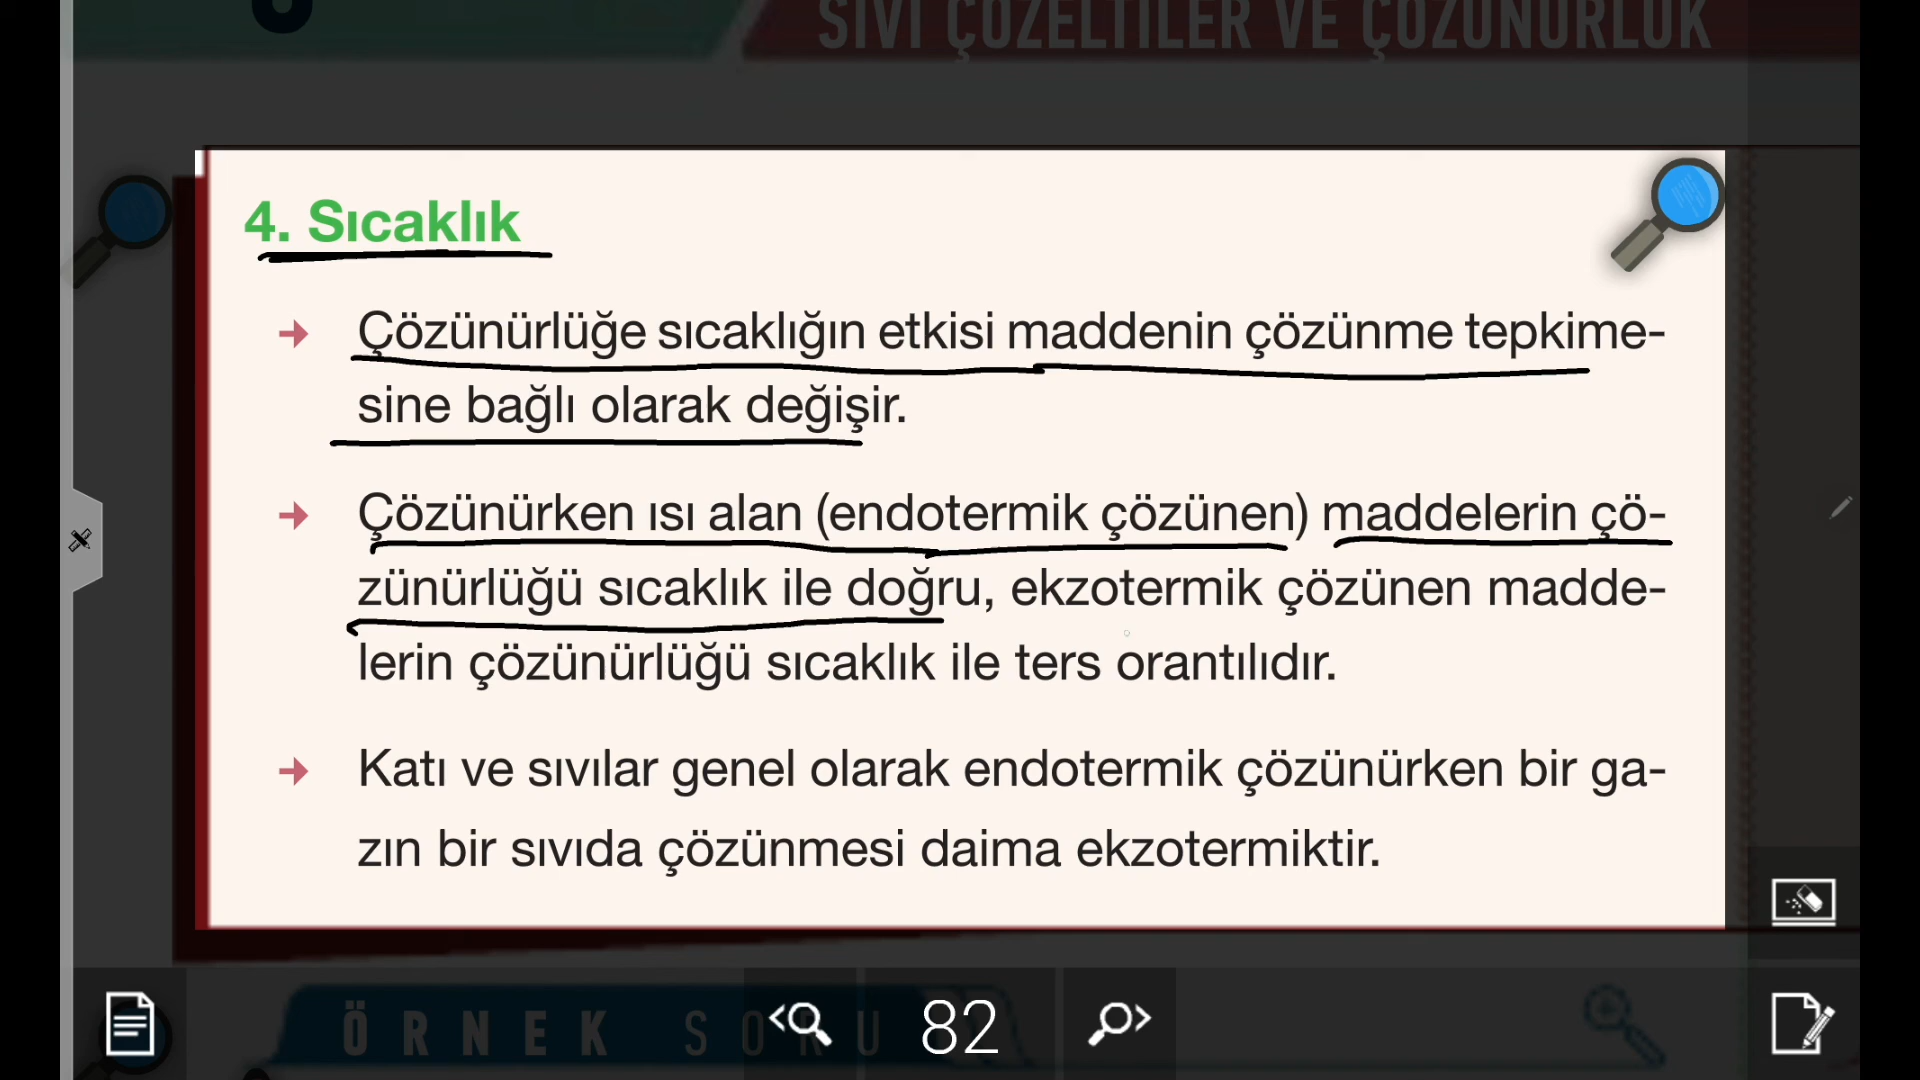 SIVI ÇÖZELTİLER VE ÇÖZÜNÜRLÜK
4. Sıcaklık
Çözünürlüğe sıcaklığın etkisi maddenin çözünme tepkime-
sine bağlı olarak değişir.
Çözünürken ısı alan (endotermik çözünen) maddelerin çö-
zünürlüğü sıcaklık ile doğru, ekzotermik çözünen madde-
lerin çözünürlüğü sıcaklık ile ters orantılıdır.
Katı ve sıvılar genel olarak endotermik çözünürken bir ga-
zın bir sıvıda çözünmesi daima ekzotermiktir.
ÖRNEK SORU
82